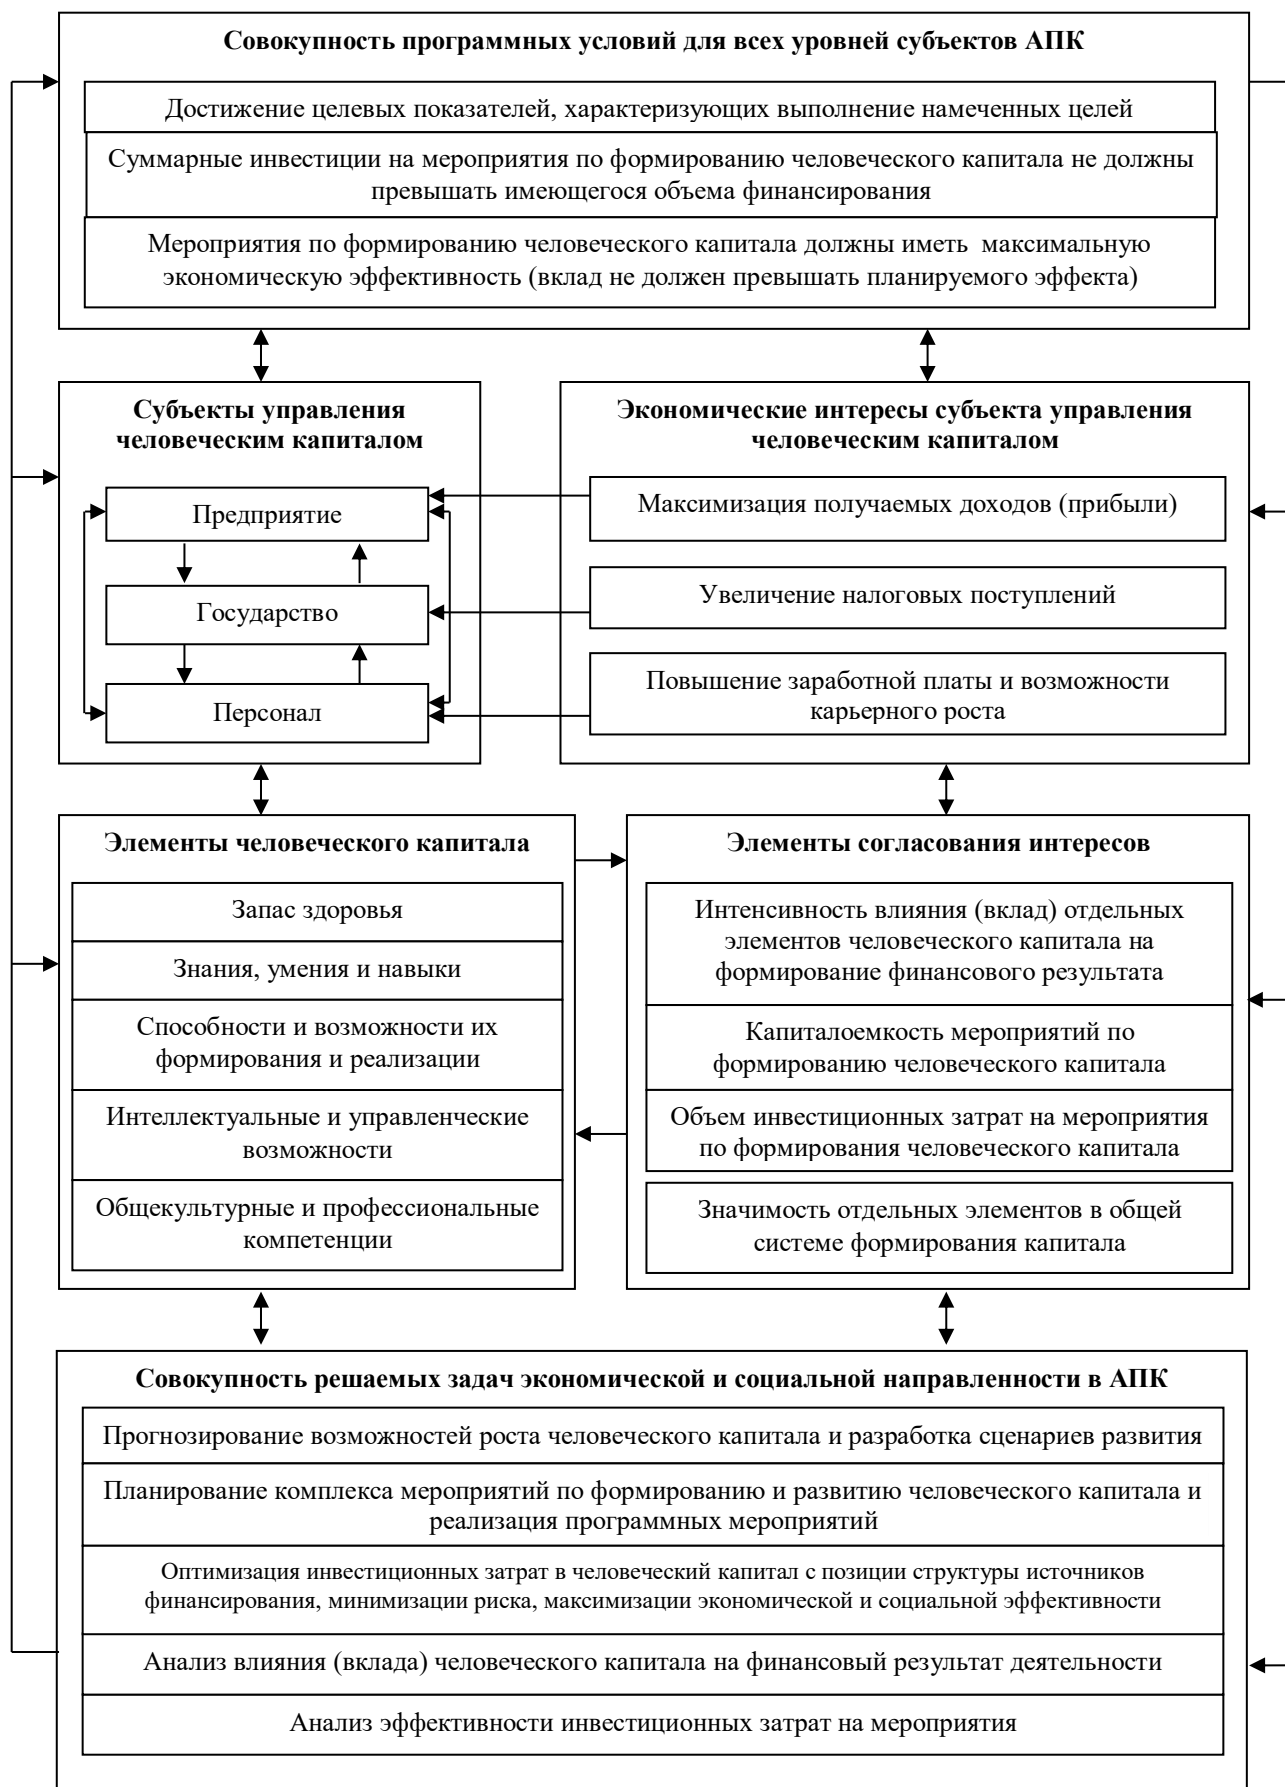 Совокупность программных условий для всех уровней субъектов АПК
Достижение целевых показателей, характеризующих выполнение намеченных целей
Суммарные инвестиции на мероприятия по формированию человеческого капитала не должны
превышать имеющегося объема финансирования
Мероприятия по формированию человеческого капитала должны иметь максимальную
экономическую эффективность (вклад не должен превышать планируемого эффекта)
Субъекты управления
человеческим капиталом
Предприятие
Государство
Персонал
Экономические интересы субъекта управления
человеческим капиталом
Максимизация получаемых доходов (прибыли)
Увеличение налоговых поступлений
Повышение заработной платы и возможности
карьерного роста
Элементы человеческого капитала
Запас здоровья
Знания, умения и навыки
Способности и возможности их
формирования и реализации
Интеллектуальные и управленческие
возможности
Общекультурные и профессиональные
компетенции
Элементы согласования интересов
Интенсивность влияния (вклад) отдельных
элементов человеческого капитала на
формирование финансового результата
Капиталоемкость мероприятий по
формированию человеческого капитала
Объем инвестиционных затрат на мероприятия
по формирования человеческого капитала
Значимость отдельных элементов в общей
системе формирования капитала
Совокупность решаемых задач экономической и социальной направленности в АПК
Прогнозирование возможностей роста человеческого капитала и разработка сценариев развития
Планирование комплекса мероприятий по формированию и развитию человеческого капитала и
реализация программных мероприятий
Оптимизация инвестиционных затрат в человеческий капитал с позиции структуры источников
финансирования, минимизации риска, максимизации экономической и социальной эффективности
Анализ влияния (вклада) человеческого капитала на финансовый результат деятельности
Анализ эффективности инвестиционных затрат на мероприятия